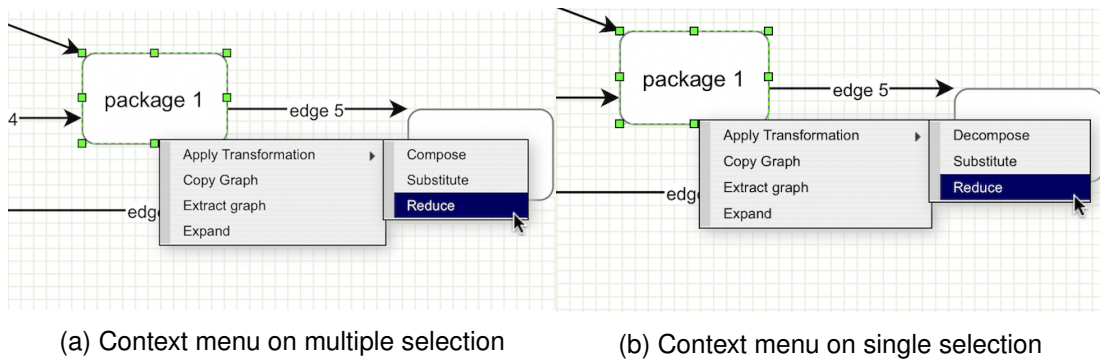 package 1
edge 5
4
Apply Transformation
Compose
Copy Graph
Substitute
Extract graph
Reduce
Expand
edge
(a) Context menu on multiple selection
package 1
edge 5
Apply Transformation
Decompose
Copy Graph
Substitute
Extract graph
Reduce
Expand
(b) Context menu on single selection